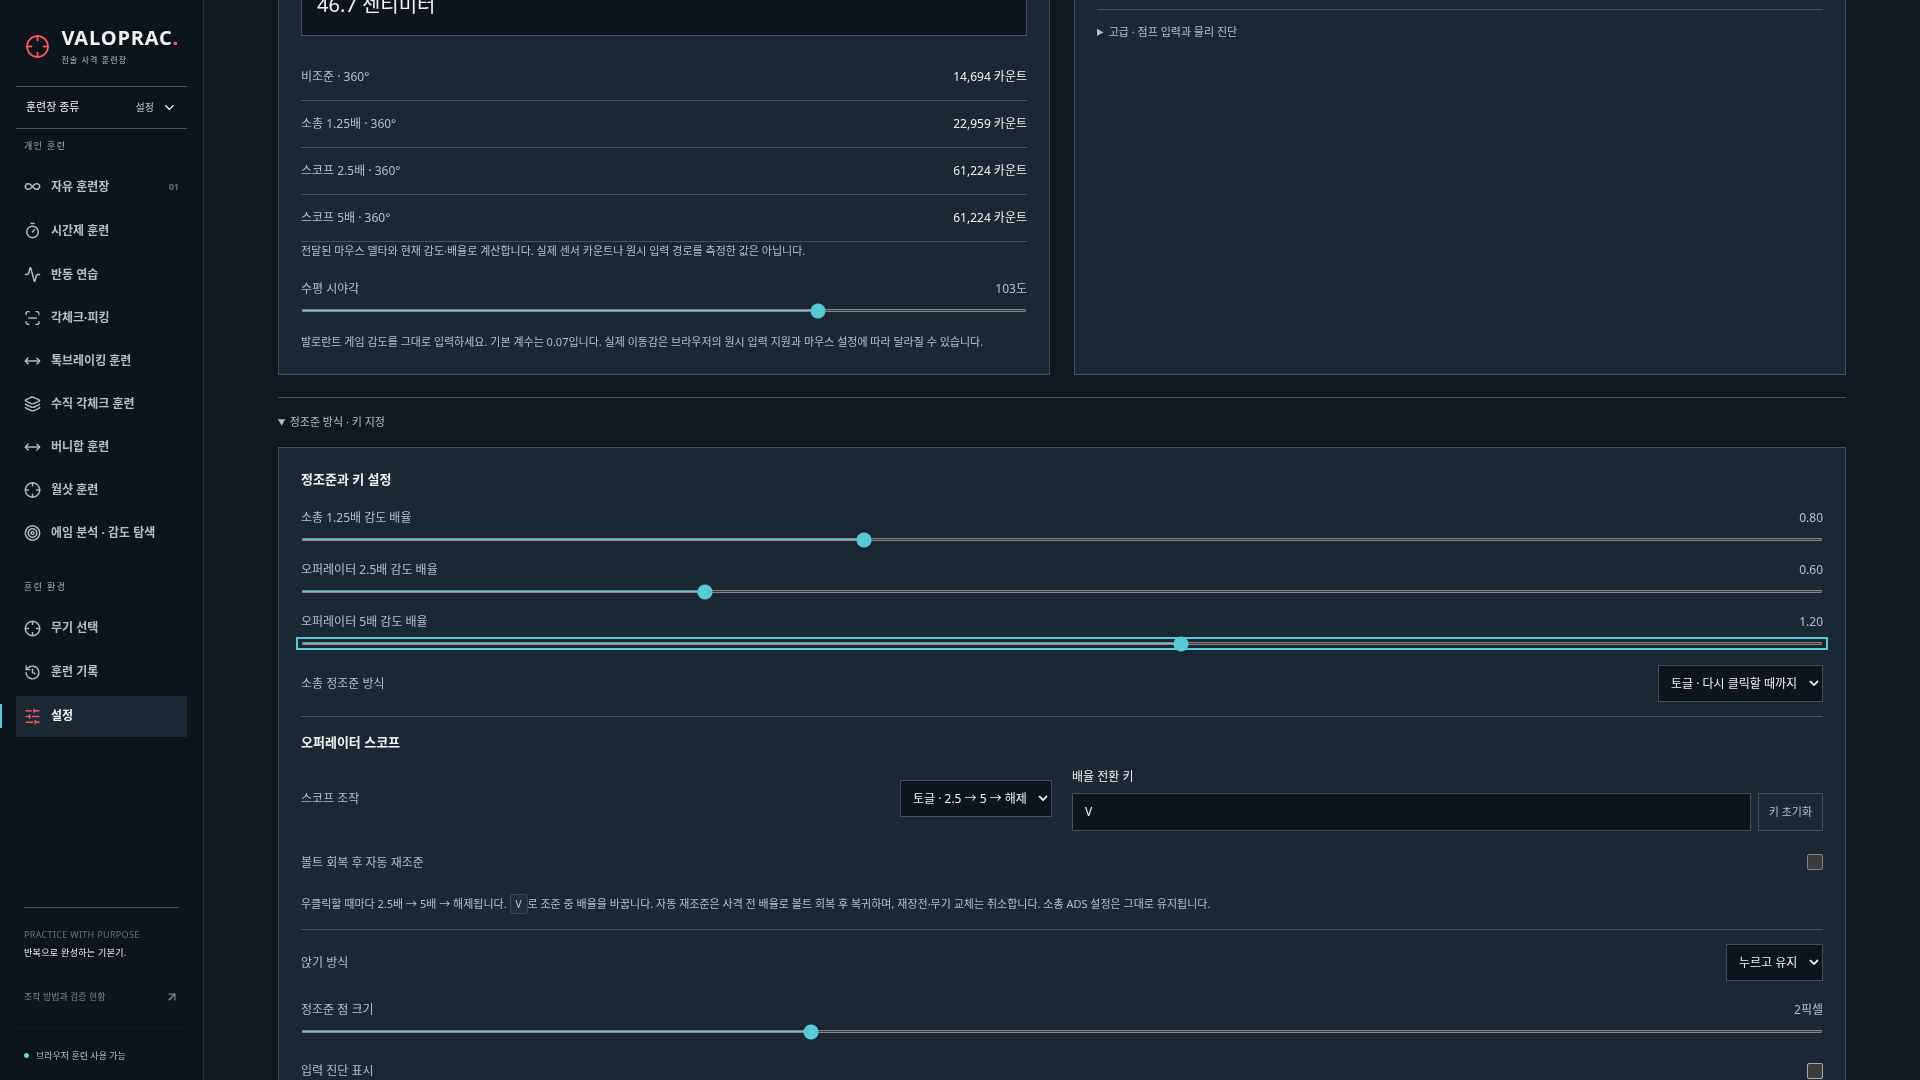 VALOPRAC.
전술 사격 훈련장
훈련장 종류
설정
개인 훈련
자유 훈련장
01
시간제 훈련
반동 연습
각체크·피킹
톡브레이킹 훈련
수직 각체크 훈련
버니합 훈련
월샷 훈련
에임 분석 · 감도 탐색
훈련 환경
무기 선택
훈련 기록
설정
PRACTICE WITH PURPOSE
반복으로 완성하는 기본기.
조작 방법과 검증 현황
브라우저 훈련 사용 가능
46.7 센티미터
비조준 · 360°
14,694 카운트
소총 1.25배 · 360°
22,959 카운트
스코프 2.5배 · 360°
61,224 카운트
스코프 5배 · 360°
61,224 카운트
전달된 마우스 델타와 현재 감도·배율로 계산합니다. 실제 센서 카운트나 원시 입력 경로를 측정한 값은 아닙니다.
수평 시야각
103도
발로란트 게임 감도를 그대로 입력하세요. 기본 계수는 0.07입니다. 실제 이동감은 브라우저의 원시 입력 지원과 마우스 설정에 따라 달라질 수 있습니다.
▶ 고급 · 점프 입력과 물리 진단
▼ 정조준 방식 · 키 지정
정조준과 키 설정
소총 1.25배 감도 배율
0.80
오퍼레이터 2.5배 감도 배율
0.60
오퍼레이터 5배 감도 배율
1.20
소총 정조준 방식
토글 · 다시 클릭할 때까지
오퍼레이터 스코프
스코프 조작
토글 · 2.5 → 5 → 해제
배율 전환 키
V
키 초기화
볼트 회복 후 자동 재조준
우클릭할 때마다 2.5배 → 5배 → 해제됩니다. V로 조준 중 배율을 바꿉니다. 자동 재조준은 사격 전 배율로 볼트 회복 후 복귀하며, 재장전·무기 교체는 취소합니다. 소총 ADS 설정은 그대로 유지됩니다.
앉기 방식
누르고 유지
정조준 점 크기
2픽셀
입력 진단 표시